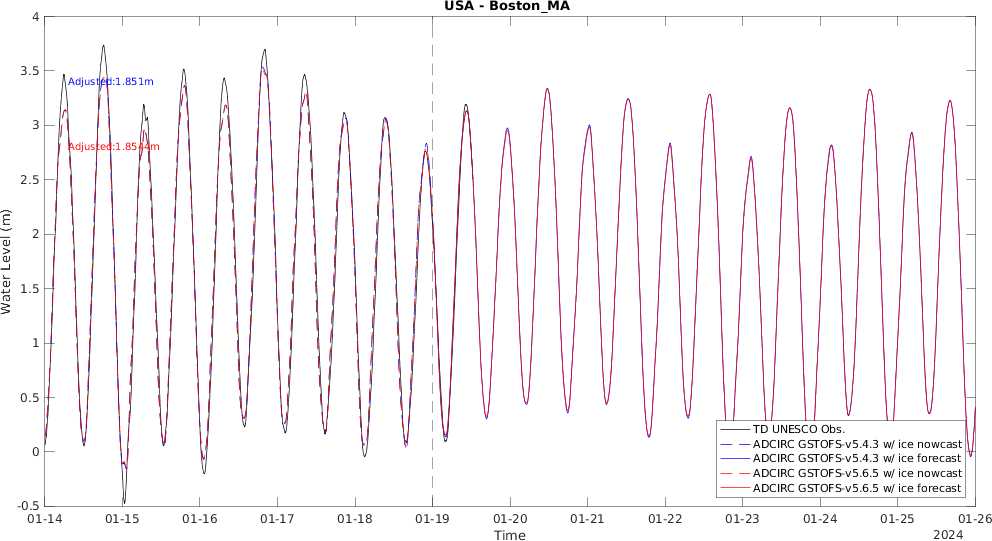 USA - Boston_MA
4
3.5
3
2.5
2
1.5
1
0.5
0
-0.5
Water Level (m)
Adjusted:1.851m
Adjusted:1.8544m
TD UNESCO Obs.
ADCIRC GSTOFS-v5.4.3 w/ ice nowcast
ADCIRC GSTOFS-v5.4.3 w/ ice forecast
ADCIRC GSTOFS-v5.6.5 w/ ice nowcast
ADCIRC GSTOFS-v5.6.5 w/ ice forecast
01-14 01-15 01-16 01-17 01-18 01-19 01-20 01-21 01-22 01-23 01-24 01-25 01-26
Time
2024